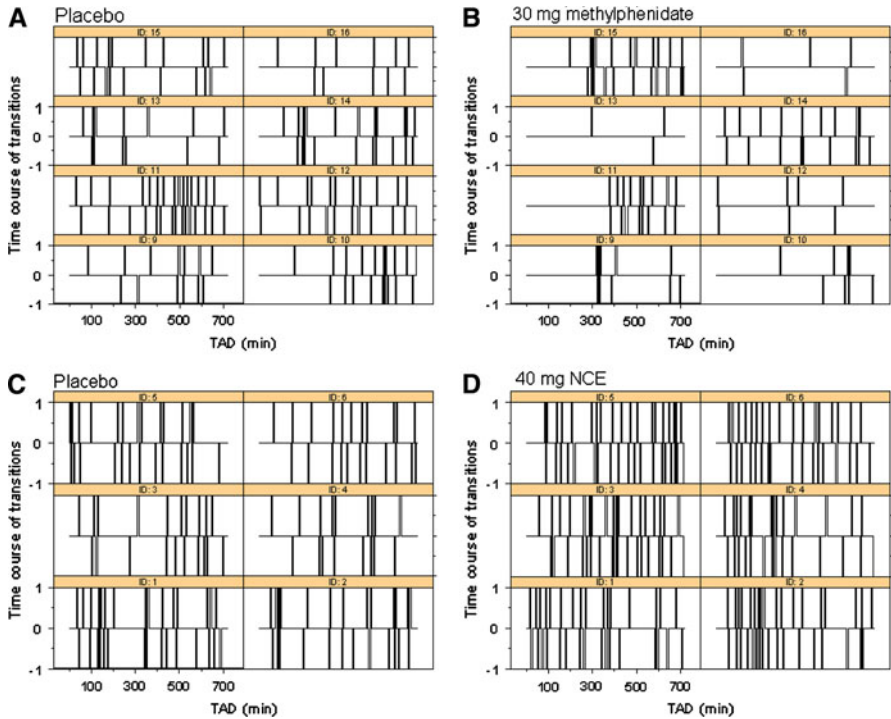 A Placebo
ID: 15 ID: 16
ID: 13 ID: 14
1
0
-1
ID: 11 ID: 12
ID: 9 ID: 10
1
0
-1
Time course of transitions
100 300 500 700
TAD (min)
B 30 mg methylphenidate
ID: 15 ID: 16
ID: 13 ID: 14
1
0
-1
ID: 11 ID: 12
ID: 9 ID: 10
1
0
-1
Time course of transitions
100 300 500 700
TAD (min)
C Placebo
ID: 5 ID: 6
1
0
-1
ID: 3 ID: 4
ID: 1 ID: 2
1
0
-1
Time course of transitions
100 300 500 700
TAD (min)
D 40 mg NCE
ID: 5 ID: 6
1
0
-1
ID: 3 ID: 4
ID: 1 ID: 2
1
0
-1
Time course of transitions
100 300 500 700
TAD (min)